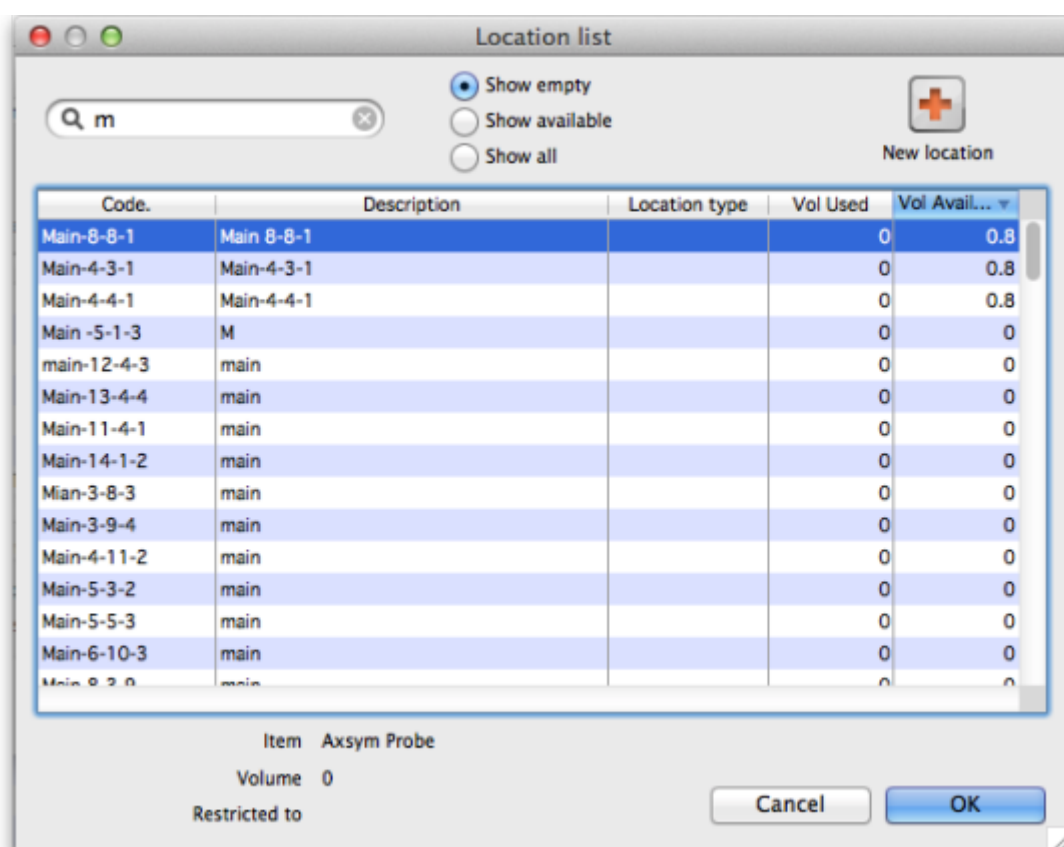 Location list
m
Show empty
Show available
Show all
New location
Code. Description Location type Vol Used Vol Avail...
Main-8-8-1 Main 8-8-1 0 0.8
Main-4-3-1 Main-4-3-1 0 0.8
Main-4-4-1 Main-4-4-1 0 0.8
Main -5-1-3 M 0 0
main-12-4-3 main 0 0
Main-13-4-4 main 0 0
Main-11-4-1 main 0 0
Main-14-1-2 main 0 0
Mian-3-8-3 main 0 0
Main-3-9-4 main 0 0
Main-4-11-2 main 0 0
Main-5-3-2 main 0 0
Main-5-5-3 main 0 0
Main-6-10-3 main 0 0
main
Item Axsym Probe
Volume 0
Restricted to
Cancel OK